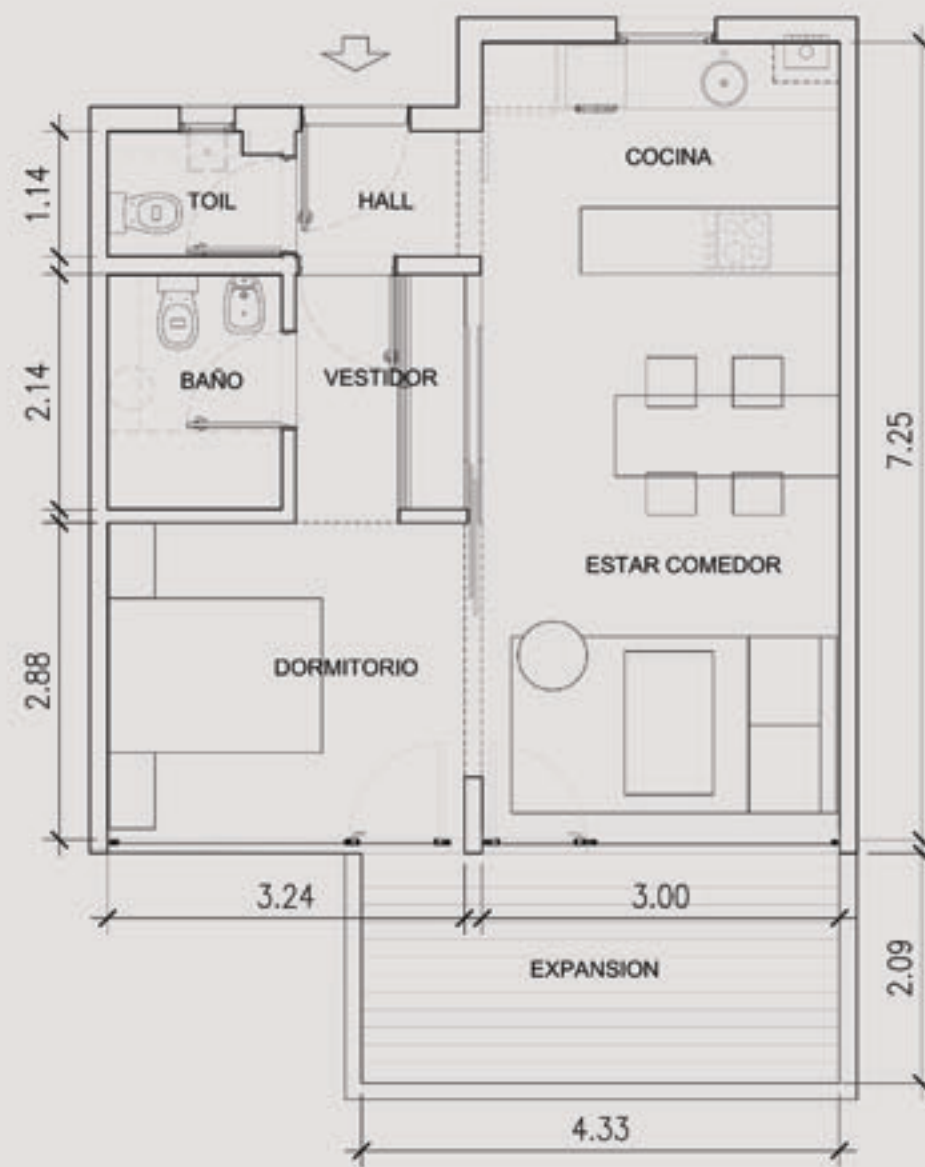 COCINA
1.14
TOIL
HALL
2.14
BAÑO
VESTIDOR
7.25
ESTAR COMEDOR
2.88
DORMITORIO
3.24
3.00
EXPANSION
2.09
4.33